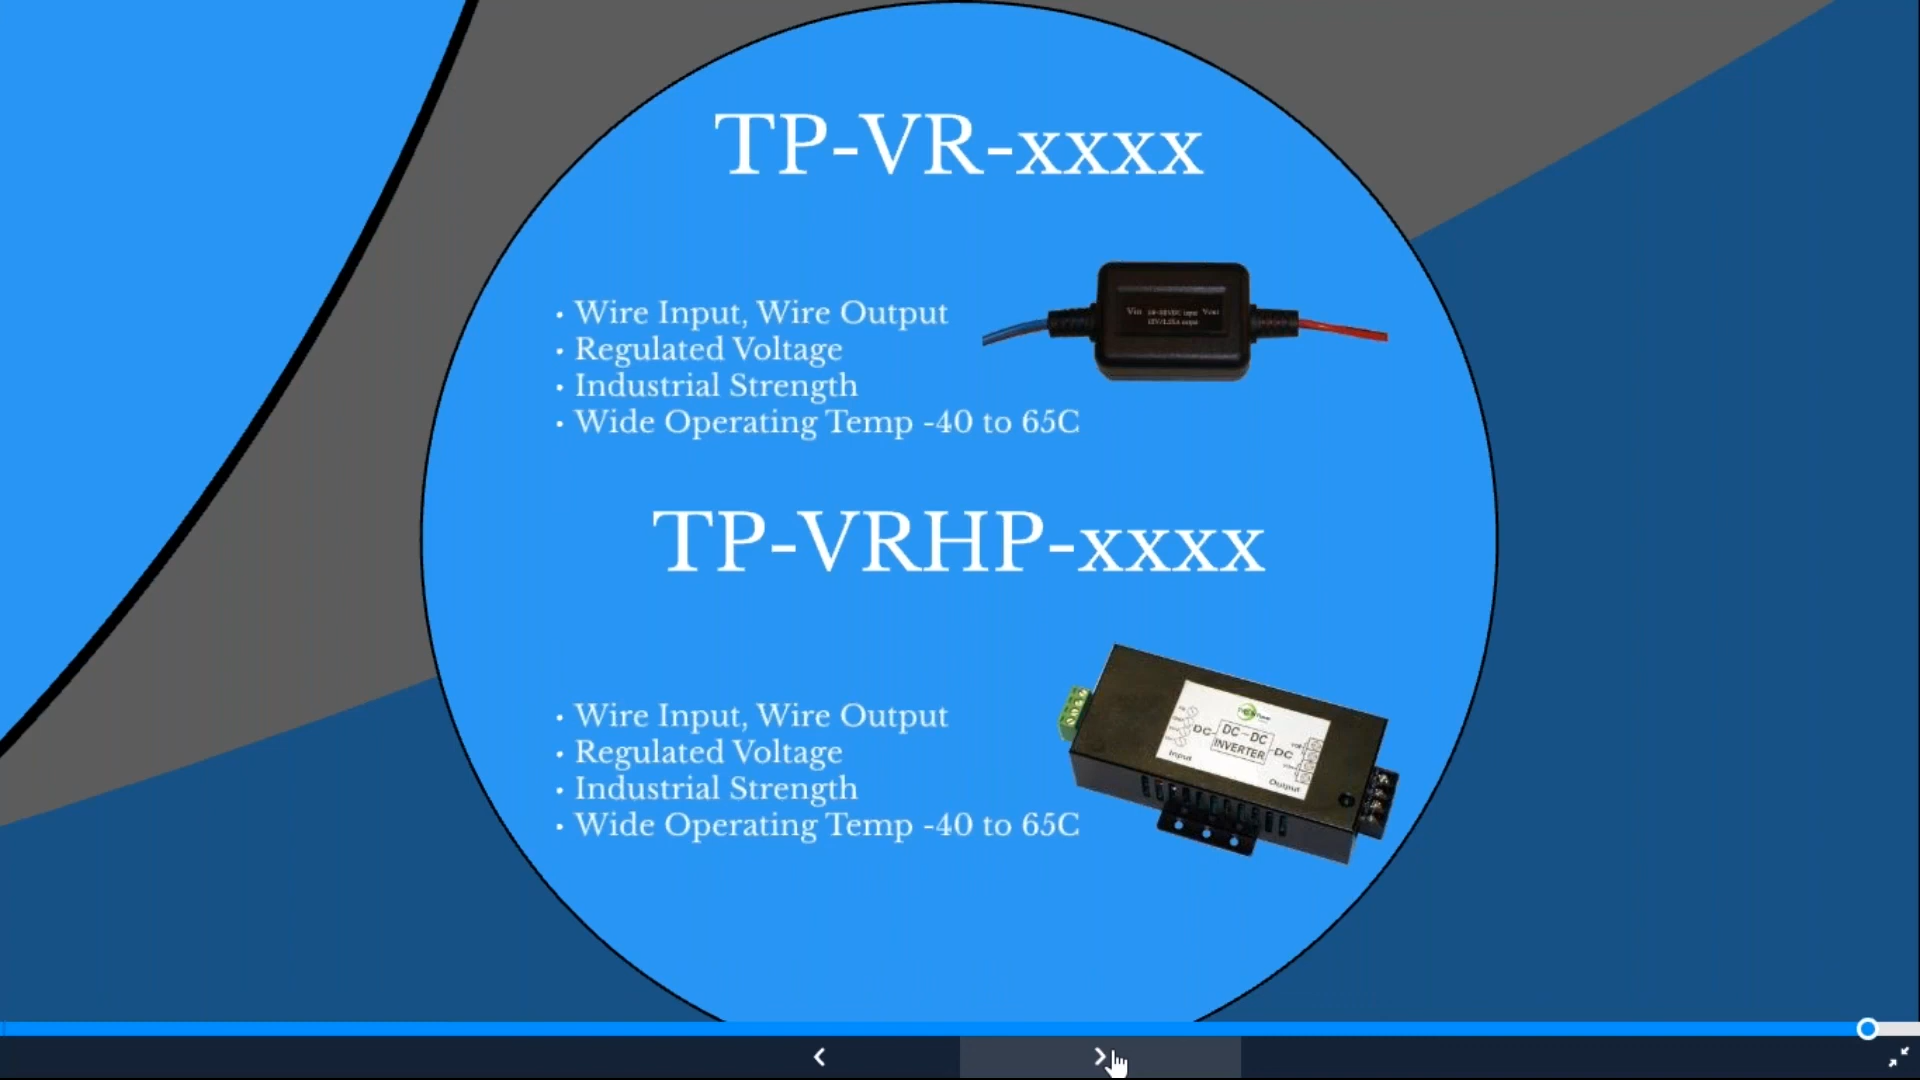 TP-VR-xxxx
• Wire Input, Wire Output
• Regulated Voltage
• Industrial Strength
• Wide Operating Temp -40 to 65C
Vin
Vout
TP-VRHP-xxxx
• Wire Input, Wire Output
• Regulated Voltage
• Industrial Strength
• Wide Operating Temp -40 to 65C
DC-DC
INVERTER
DC
DC
Input
Output